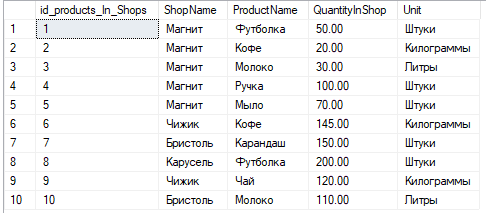 id_products_In_Shops ShopName ProductName QuantityInShop Unit
1 1 Магнит Футболка 50.00 Штуки
2 2 Магнит Кофе 20.00 Килограммы
3 3 Магнит Молоко 30.00 Литры
4 4 Магнит Ручка 100.00 Штуки
5 5 Магнит Мыло 70.00 Штуки
6 6 Чижик Кофе 145.00 Килограммы
7 7 Бристоль Карандаш 150.00 Штуки
8 8 Карусель Футболка 200.00 Штуки
9 9 Чижик Чай 120.00 Килограммы
10 10 Бристоль Молоко 110.00 Литры